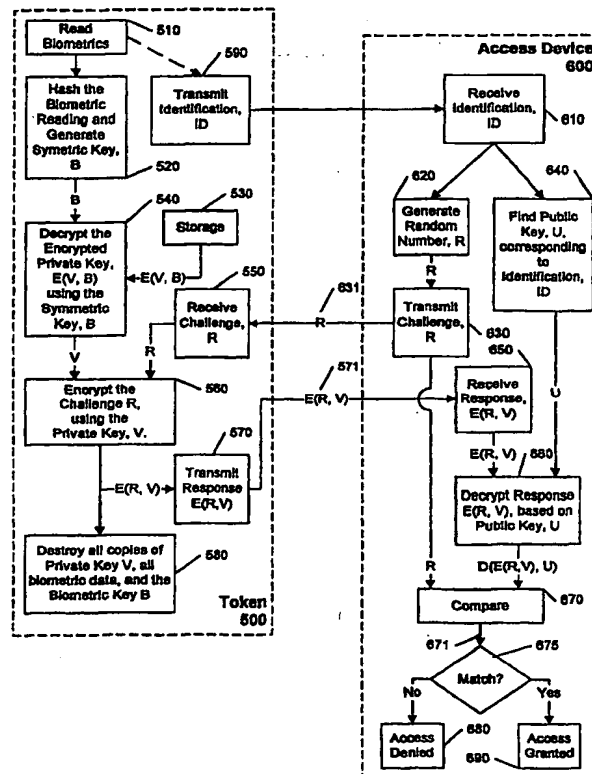 Read
Biometrics
510
590
Transmit
Identification,
ID
Hash the
Biometric
Reading and
Generate
Symetric Key,
B
520
B
540
Decrypt the
Encrypted
Private Key,
E(V, B)
using the
Symmetric
Key, B
530
Storage
E(V, B)
550
Receive
Challenge,
R
V
R
560
Encrypt the
Challenge R,
using the
Private Key, V.
570
E(R, V)
Transmit
Response
E(R,V)
Destroy all copies of
Private Key V, all
biometric data, and the
Biometric Key B
580
Token
500
631
R
571
E(R, V)
Access Device
600
Receive
Identification,
ID
610
620
Generate
Random
Number, R
640
Find Public
Key, U,
corresponding
to
Identification,
ID
R
Transmit
Challenge,
R
630
650
Receive
Response,
E(R, V)
U
E(R, V)
660
Decrypt Response
E(R, V), based on
Public Key, U
R
D(E(R,V), U)
Compare
670
671
675
Match?
No
Yes
Access
Denied
680
Access
Granted
690